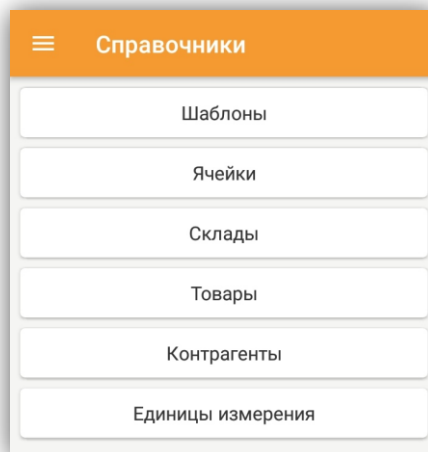 Справочники
Шаблоны
Ячейки
Склады
Товары
Контрагенты
Единицы измерения